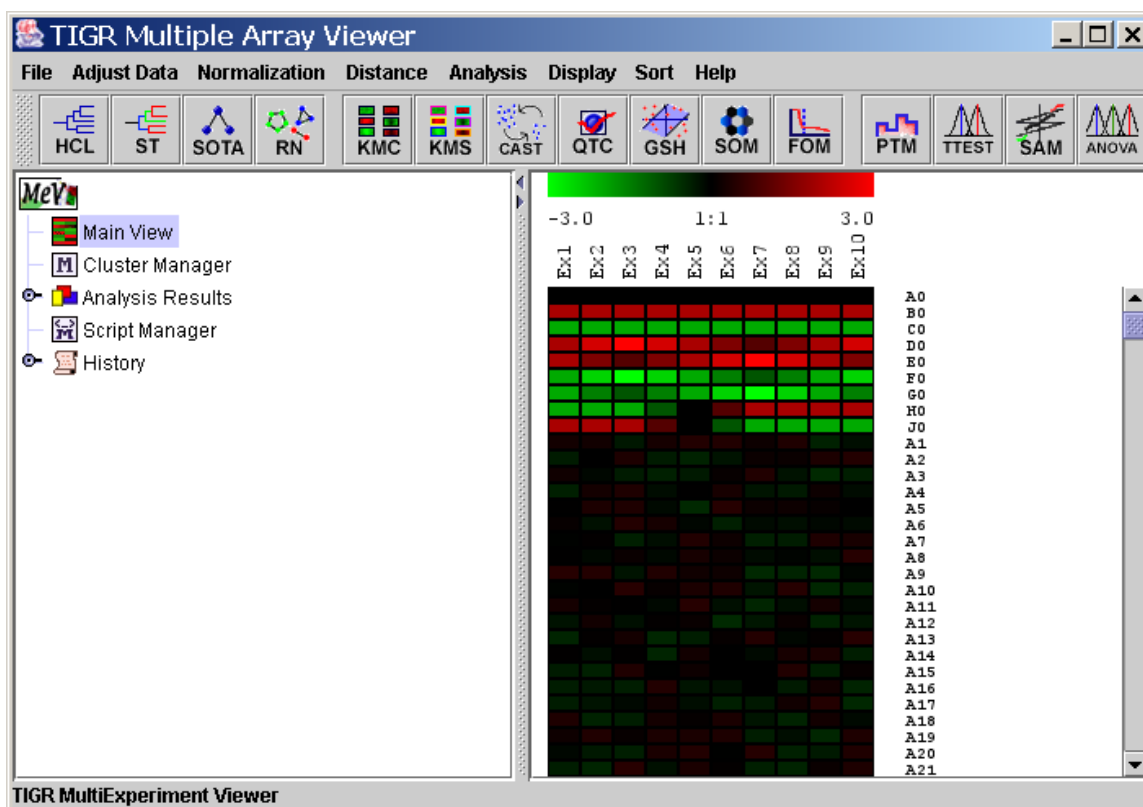 TIGR Multiple Array Viewer
File Adjust Data Normalization Distance Analysis Display Sort Help
HCL ST SOTA RN KMC KMS CAST QTC GSH SOM FOM PTM TTEST SAM ANOVA
MeV
Main View
Cluster Manager
Analysis Results
Script Manager
History
-3.0 1:1 3.0
Ex1 Ex2 Ex3 Ex4 Ex5 Ex6 Ex7 Ex8 Ex9 Ex10
A0
B0
C0
D0
E0
F0
G0
H0
J0
A1
A2
A3
A4
A5
A6
A7
A8
A9
A10
A11
A12
A13
A14
A15
A16
A17
A18
A19
A20
A21
TIGR MultiExperiment Viewer